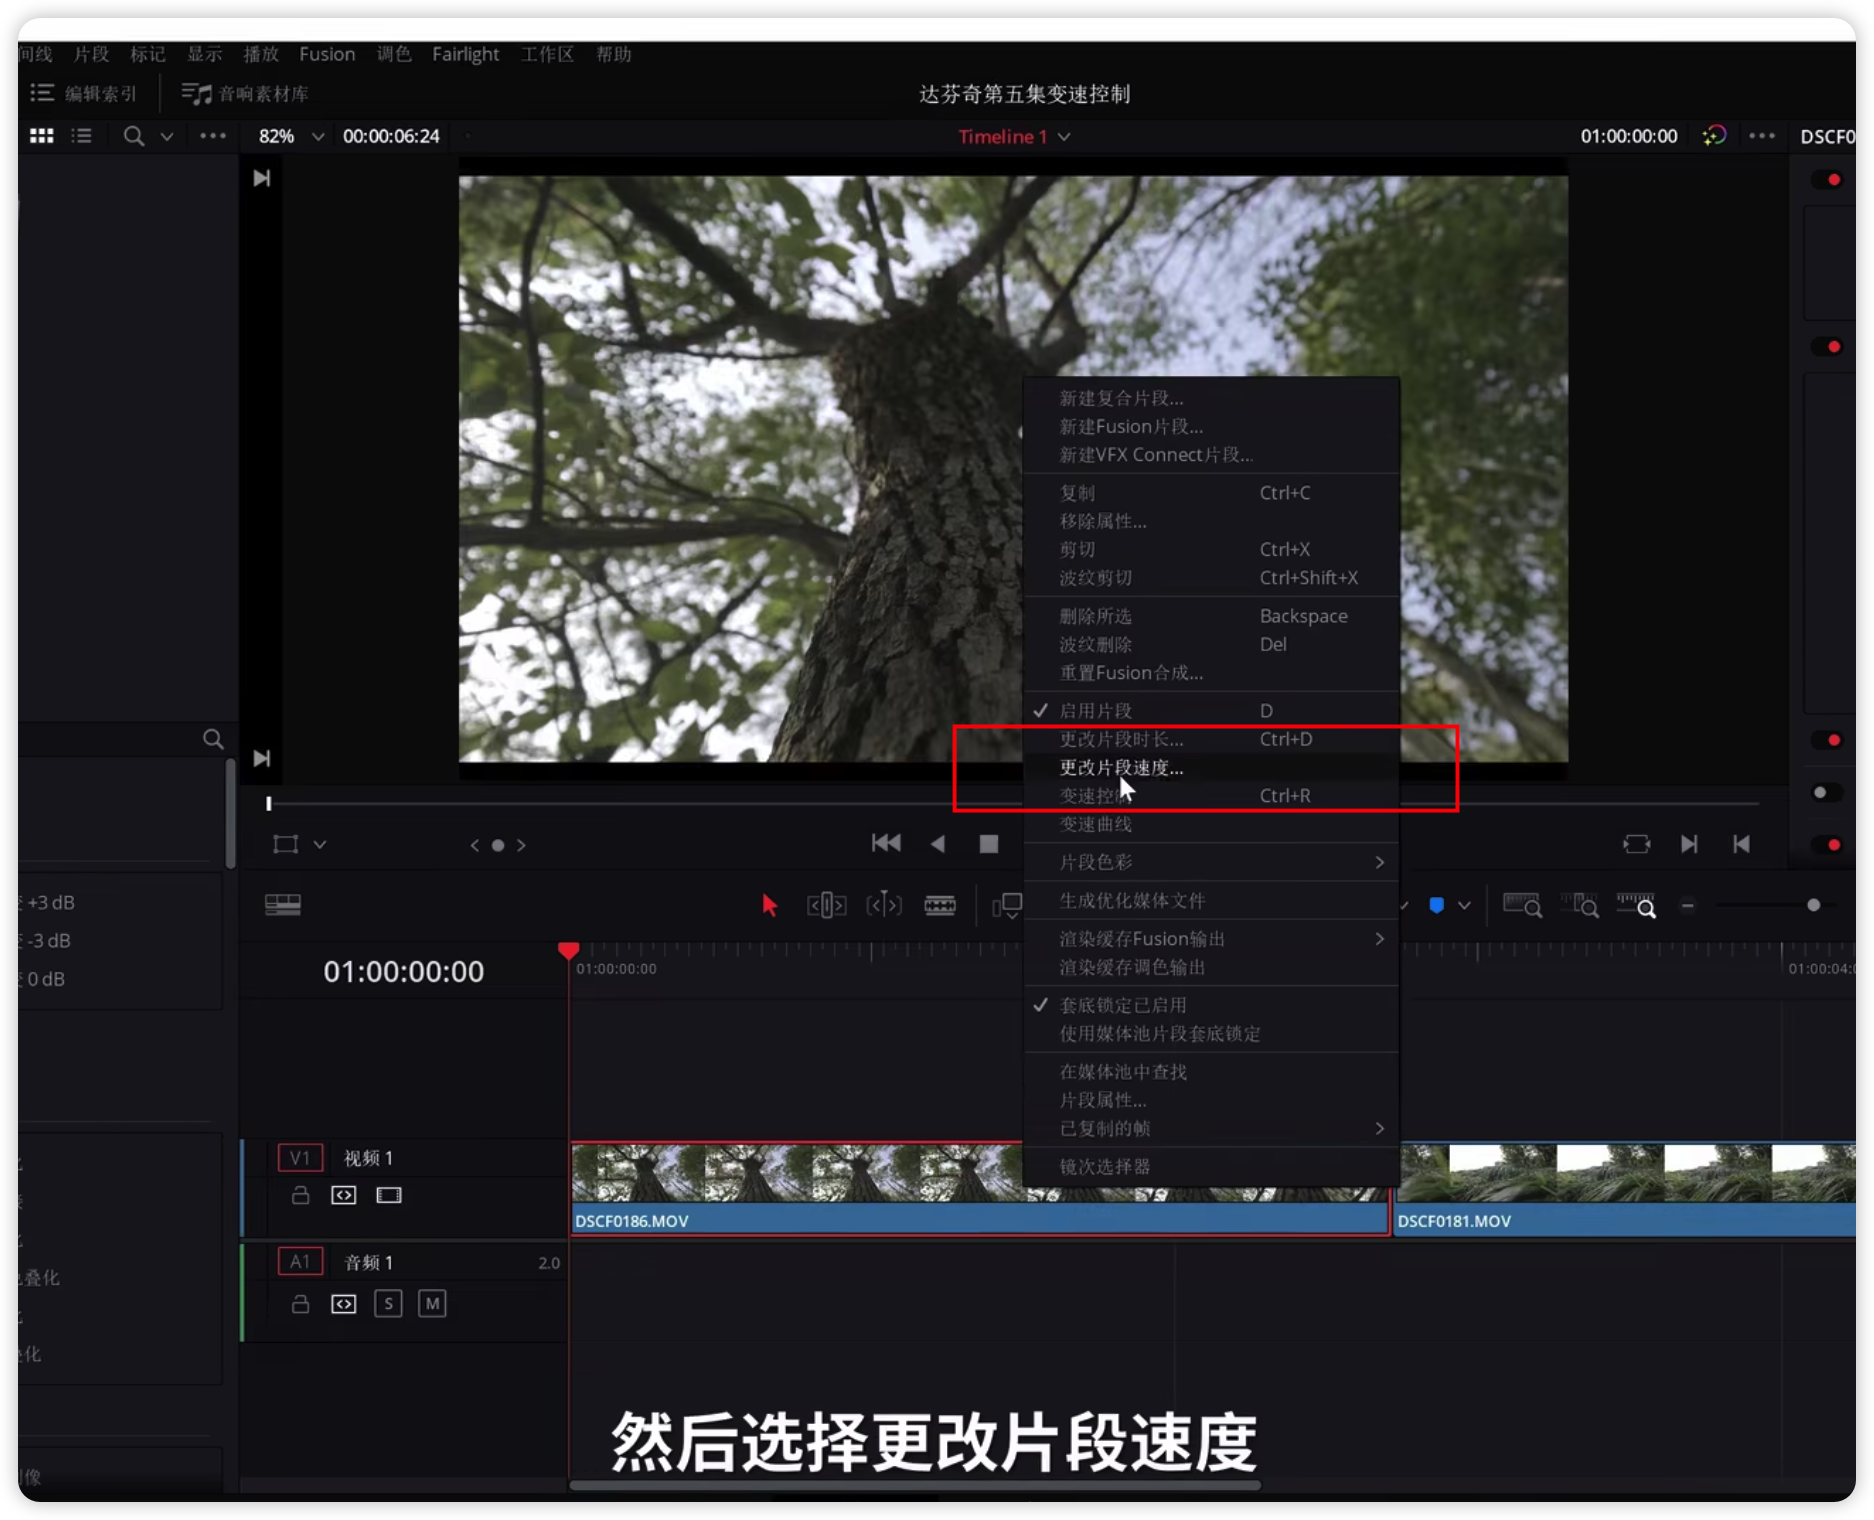 间线 片段 标记 显示 播放 Fusion 调色 Fairlight 工作区 帮助
编辑索引 音响素材库 达芬奇第五集变速控制
82% 00:00:06:24 Timeline 1 01:00:00:00 DSCF0
新建复合片段...
新建Fusion片段...
新建VFX Connect片段...
复制 Ctrl+C
移除属性...
剪切 Ctrl+X
波纹剪切 Ctrl+Shift+X
删除所选 Backspace
波纹删除 Del
重置Fusion合成...
启用片段 D
更改片段时长... Ctrl+D
更改片段速度...
变速控制 Ctrl+R
变速曲线
片段色彩
生成优化媒体文件
渲染缓存Fusion输出
渲染缓存调色输出
套底锁定已启用
使用媒体池片段套底锁定
在媒体池中查找
片段属性...
已复制的帧
镜次选择器
+3 dB
-3 dB
0 dB
01:00:00:00 01:00:00:00 01:00:04:
V1 视频 1
DSCF0186.MOV DSCF0181.MOV
A1 音频 1 2.0
S M
叠化
化
像
然后选择更改片段速度